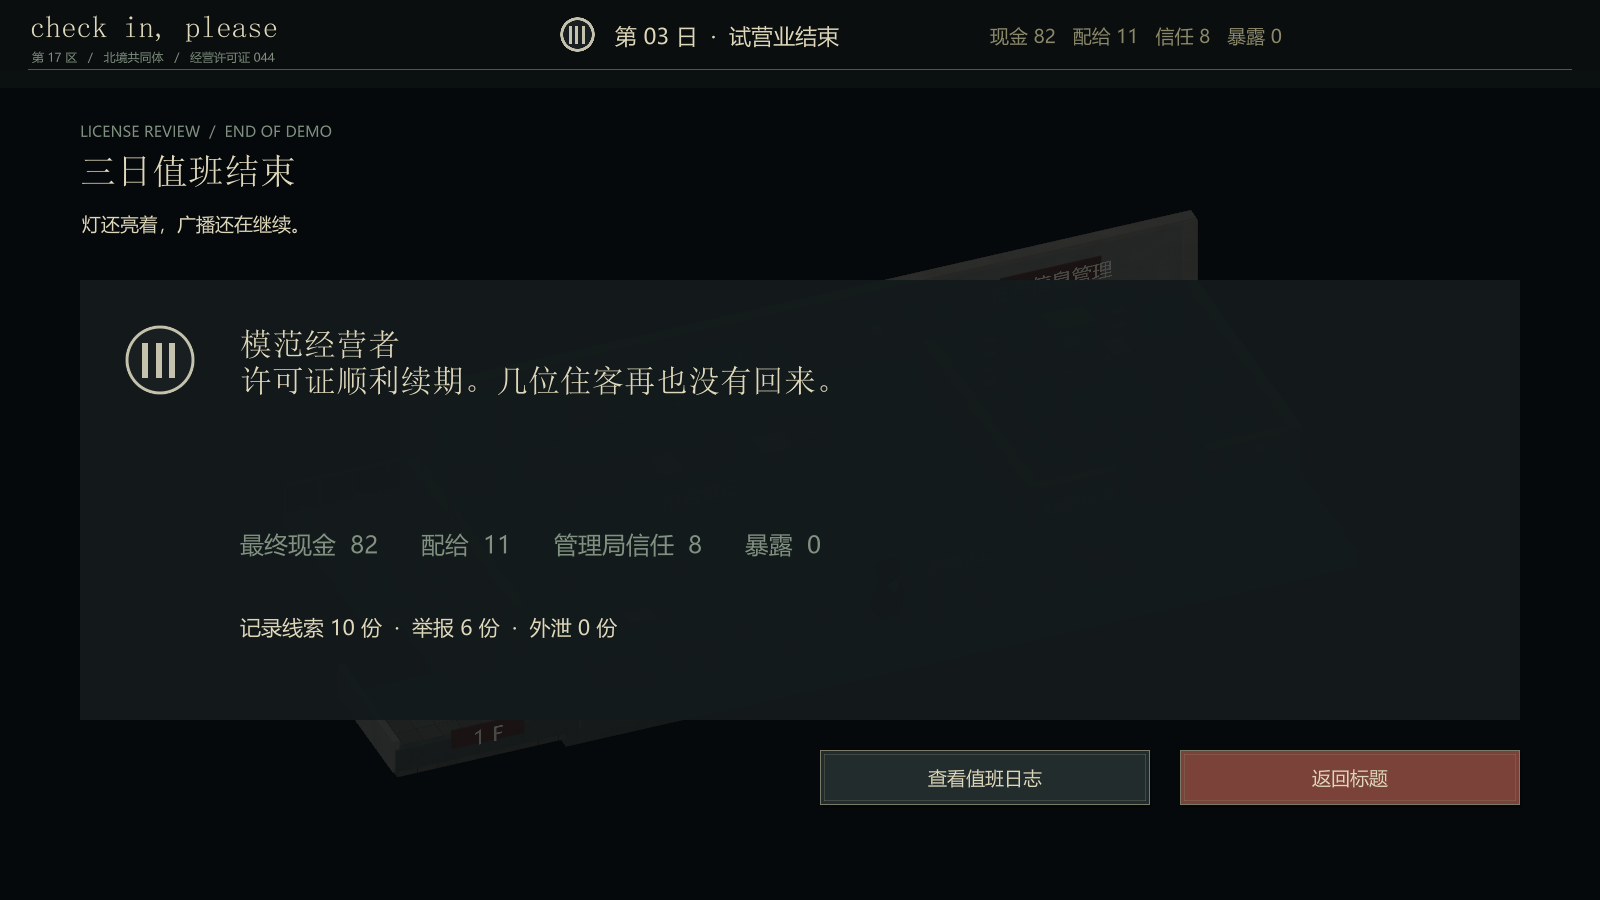 check in, please
第 17 区 / 北境共同体 / 经营许可证 044
第 03 日 · 试营业结束
现金 82 配给 11 信任 8 暴露 0
LICENSE REVIEW / END OF DEMO
三日值班结束
灯还亮着，广播还在继续。
息管理
模范经营者
许可证顺利续期。几位住客再也没有回来。
最终现金 82 配给 11 管理局信任 8 暴露 0
记录线索 10 份 · 举报 6 份 · 外泄 0 份
1 F
查看值班日志
返回标题